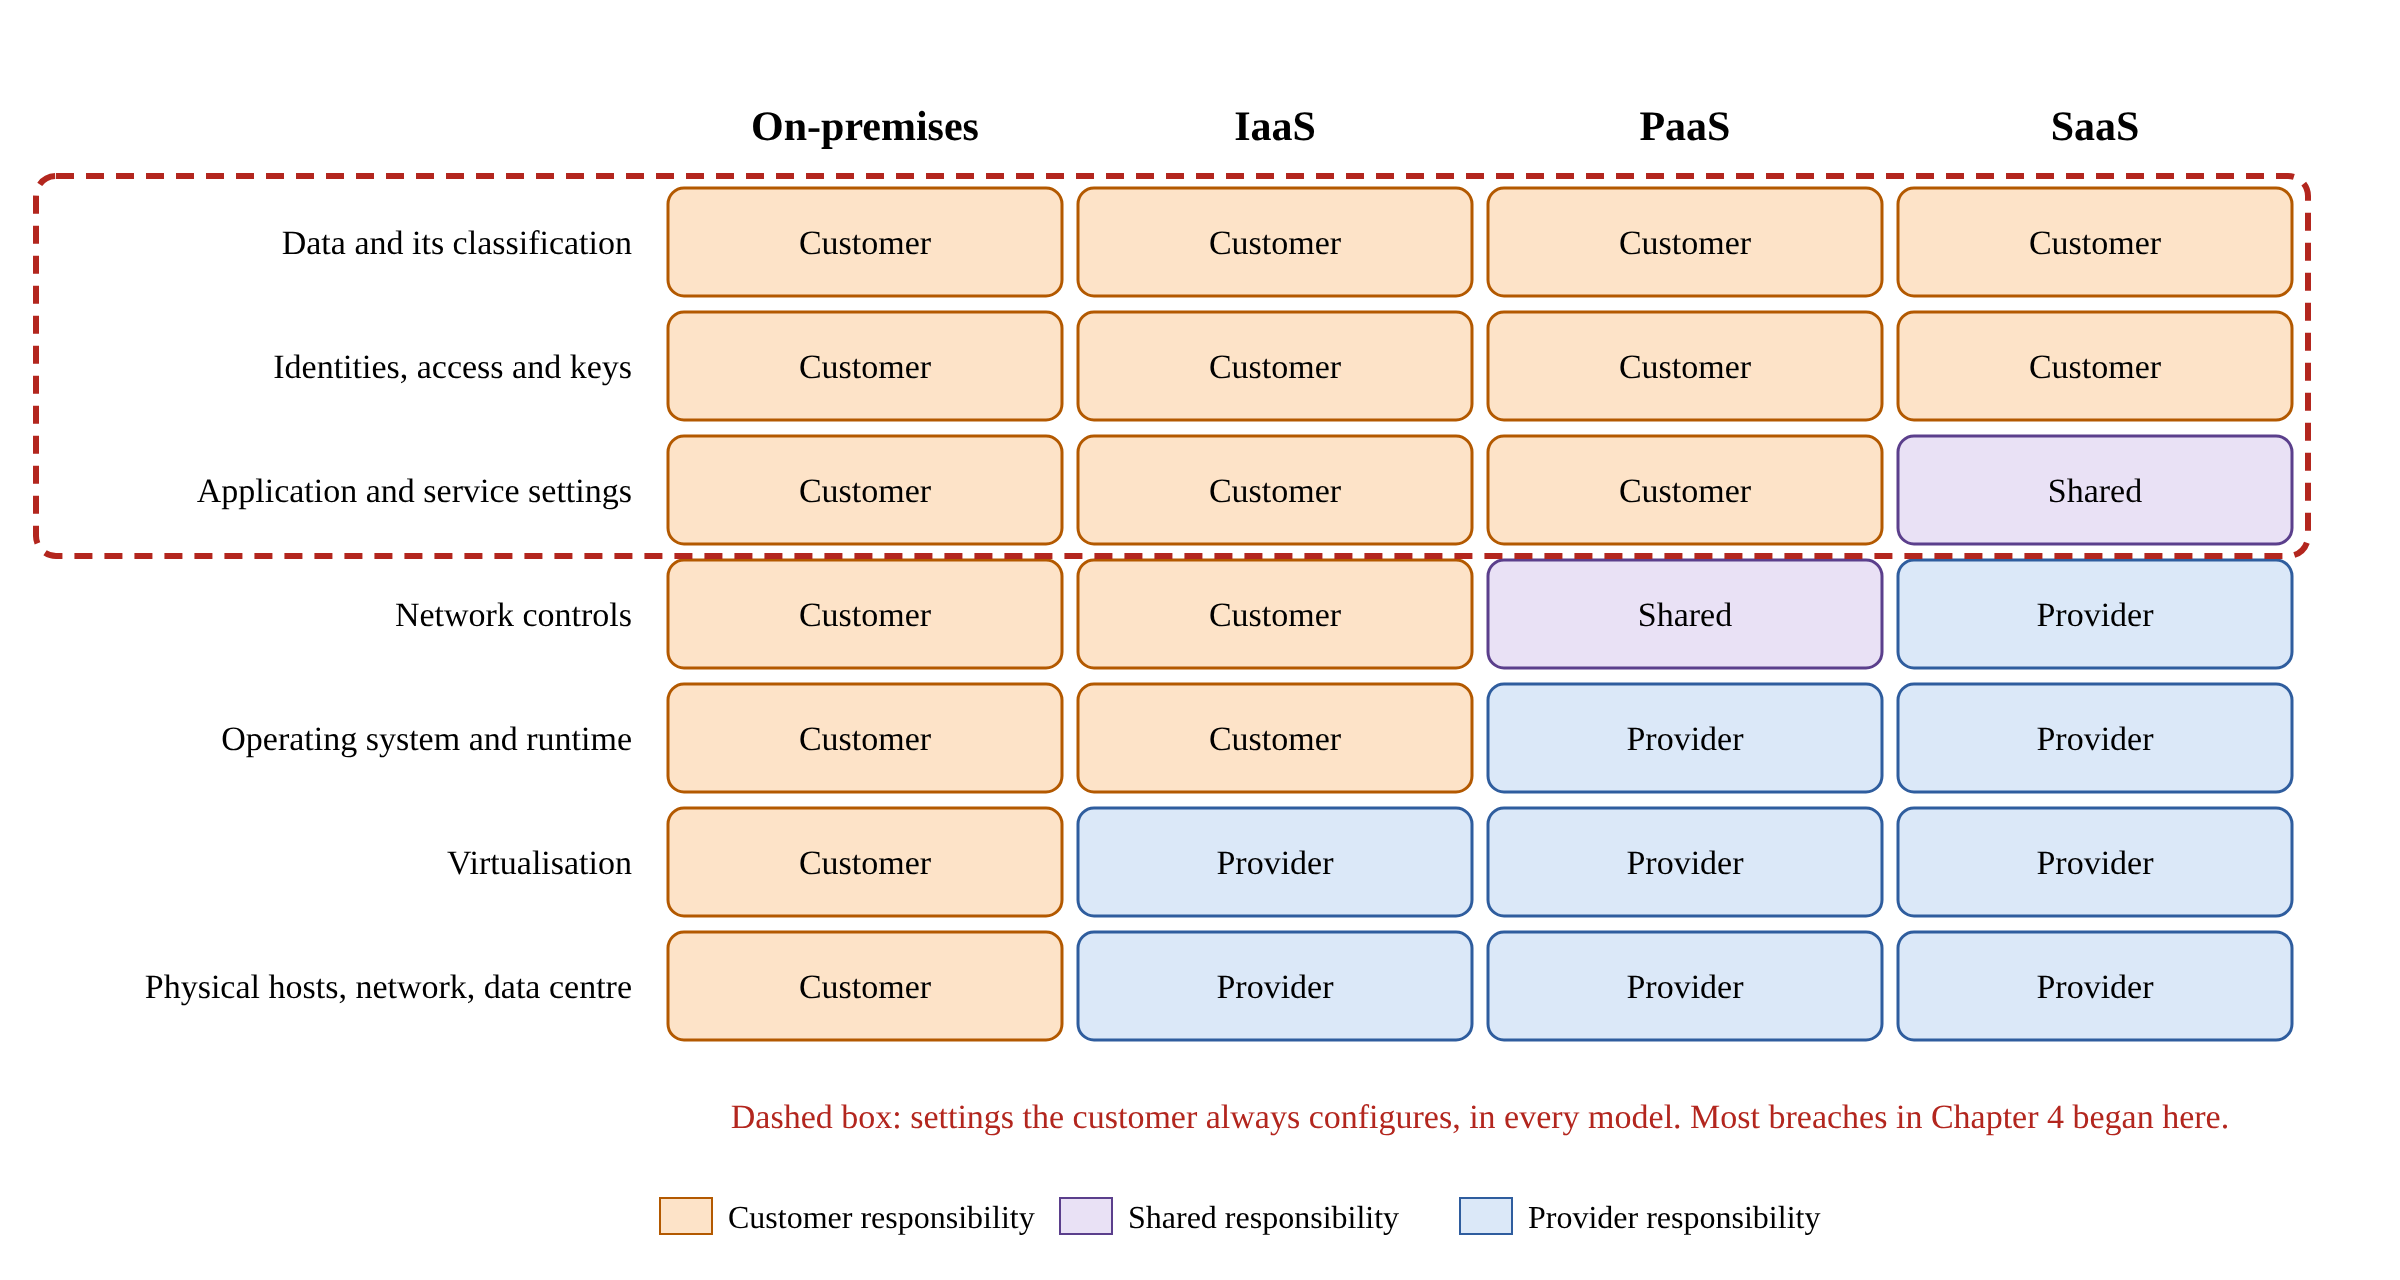 On-premises IaaS PaaS SaaS
Data and its classification Customer Customer Customer Customer
Identities, access and keys Customer Customer Customer Customer
Application and service settings Customer Customer Customer Shared
Network controls Customer Customer Shared Provider
Operating system and runtime Customer Customer Provider Provider
Virtualisation Customer Provider Provider Provider
Physical hosts, network, data centre Customer Provider Provider Provider
Dashed box: settings the customer always configures, in every model. Most breaches in Chapter 4 began here.
Customer responsibility Shared responsibility Provider responsibility